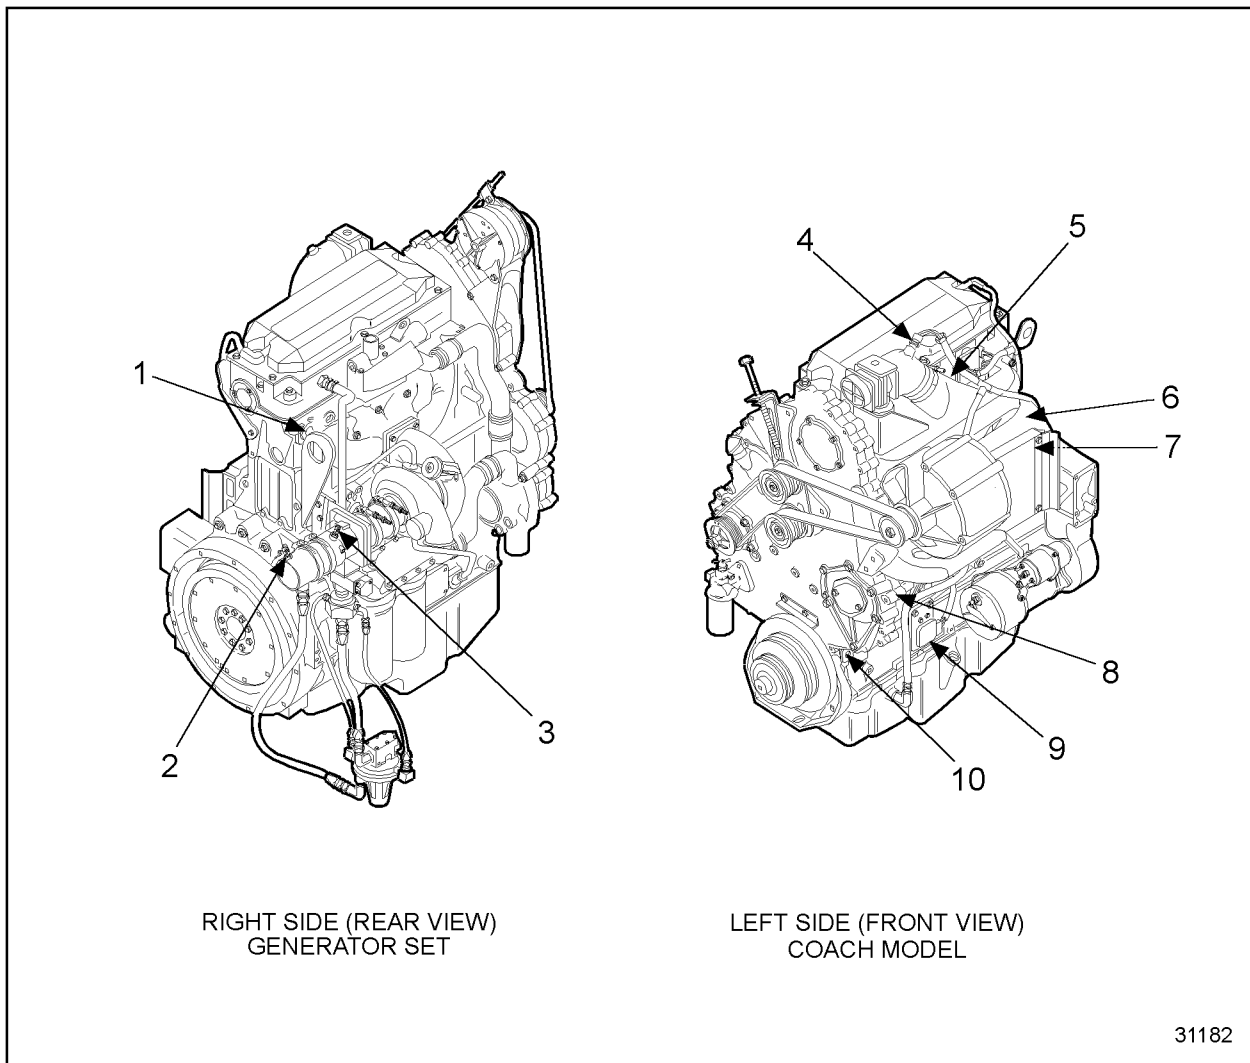 1
2
3
4
5
6
7
8
9
10
RIGHT SIDE (REAR VIEW)
GENERATOR SET
LEFT SIDE (FRONT VIEW)
COACH MODEL
31182